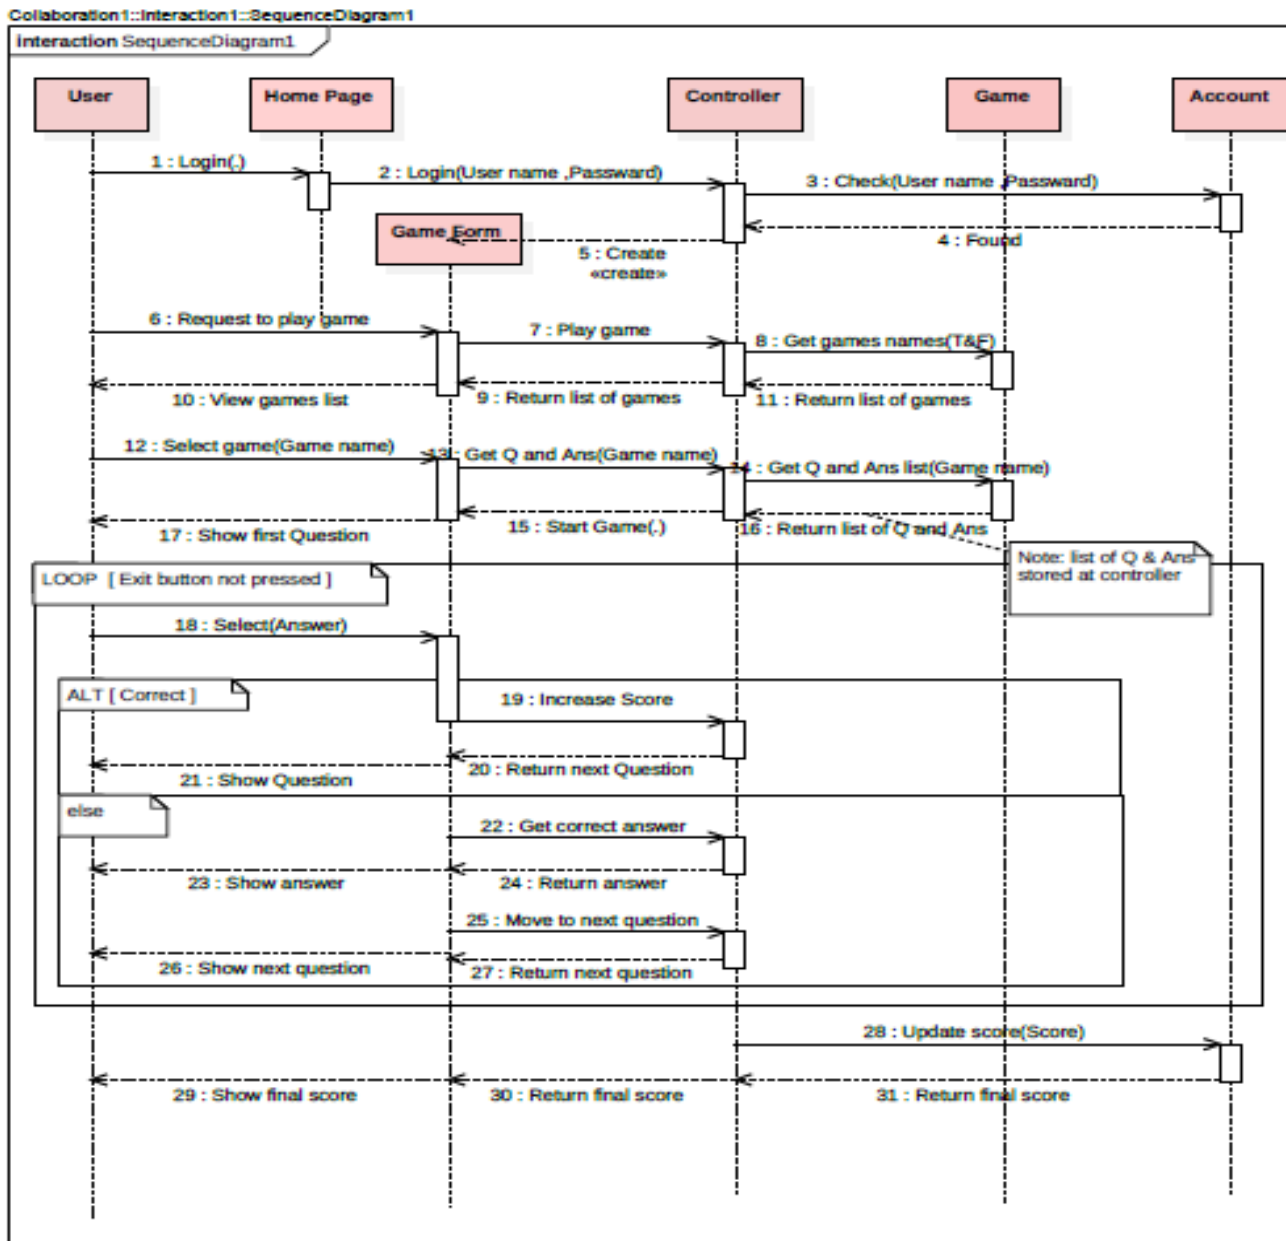 Collaboration1::Interaction1::SequenceDiagram1
interaction SequenceDiagram1
User
Home Page
Controller
Game
Account
1 : Login(.)
2 : Login(User name ,Passward)
3 : Check(User name ,Passward)
4 : Found
Game Form
5 : Create
«create»
6 : Request to play game
7 : Play game
8 : Get games names(T&F)
10 : View games list
9 : Return list of games
11 : Return list of games
12 : Select game(Game name)
13 : Get Q and Ans(Game name)
14 : Get Q and Ans list(Game name)
17 : Show first Question
15 : Start Game(.)
16 : Return list of Q and Ans
Note: list of Q & Ans
stored at controller
LOOP [ Exit button not pressed ]
18 : Select(Answer)
ALT [ Correct ]
19 : Increase Score
21 : Show Question
20 : Return next Question
else
22 : Get correct answer
23 : Show answer
24 : Return answer
25 : Move to next question
26 : Show next question
27 : Return next question
28 : Update score(Score)
29 : Show final score
30 : Return final score
31 : Return final score